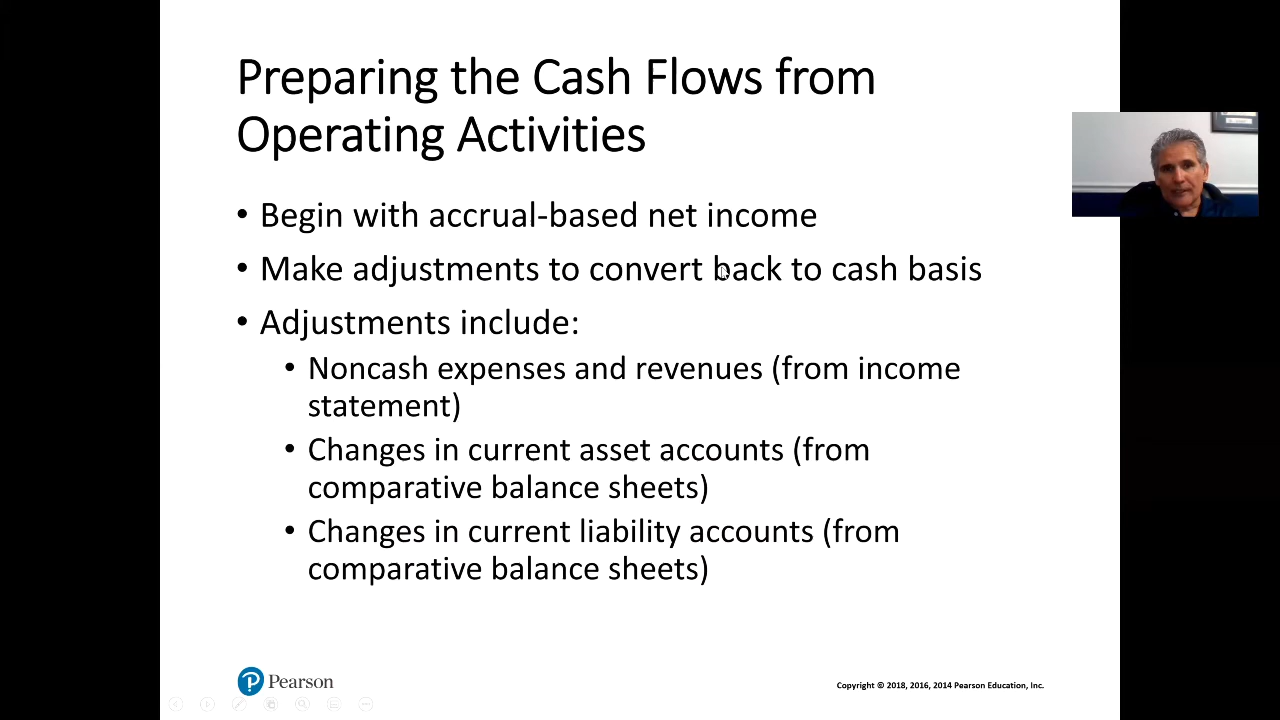 Preparing the Cash Flows from
Operating Activities
• Begin with accrual-based net income
• Make adjustments to convert back to cash basis
• Adjustments include:
• Noncash expenses and revenues (from income
statement)
• Changes in current asset accounts (from
comparative balance sheets)
• Changes in current liability accounts (from
comparative balance sheets)
P Pearson
Copyright © 2018, 2016, 2014 Pearson Education, Inc.